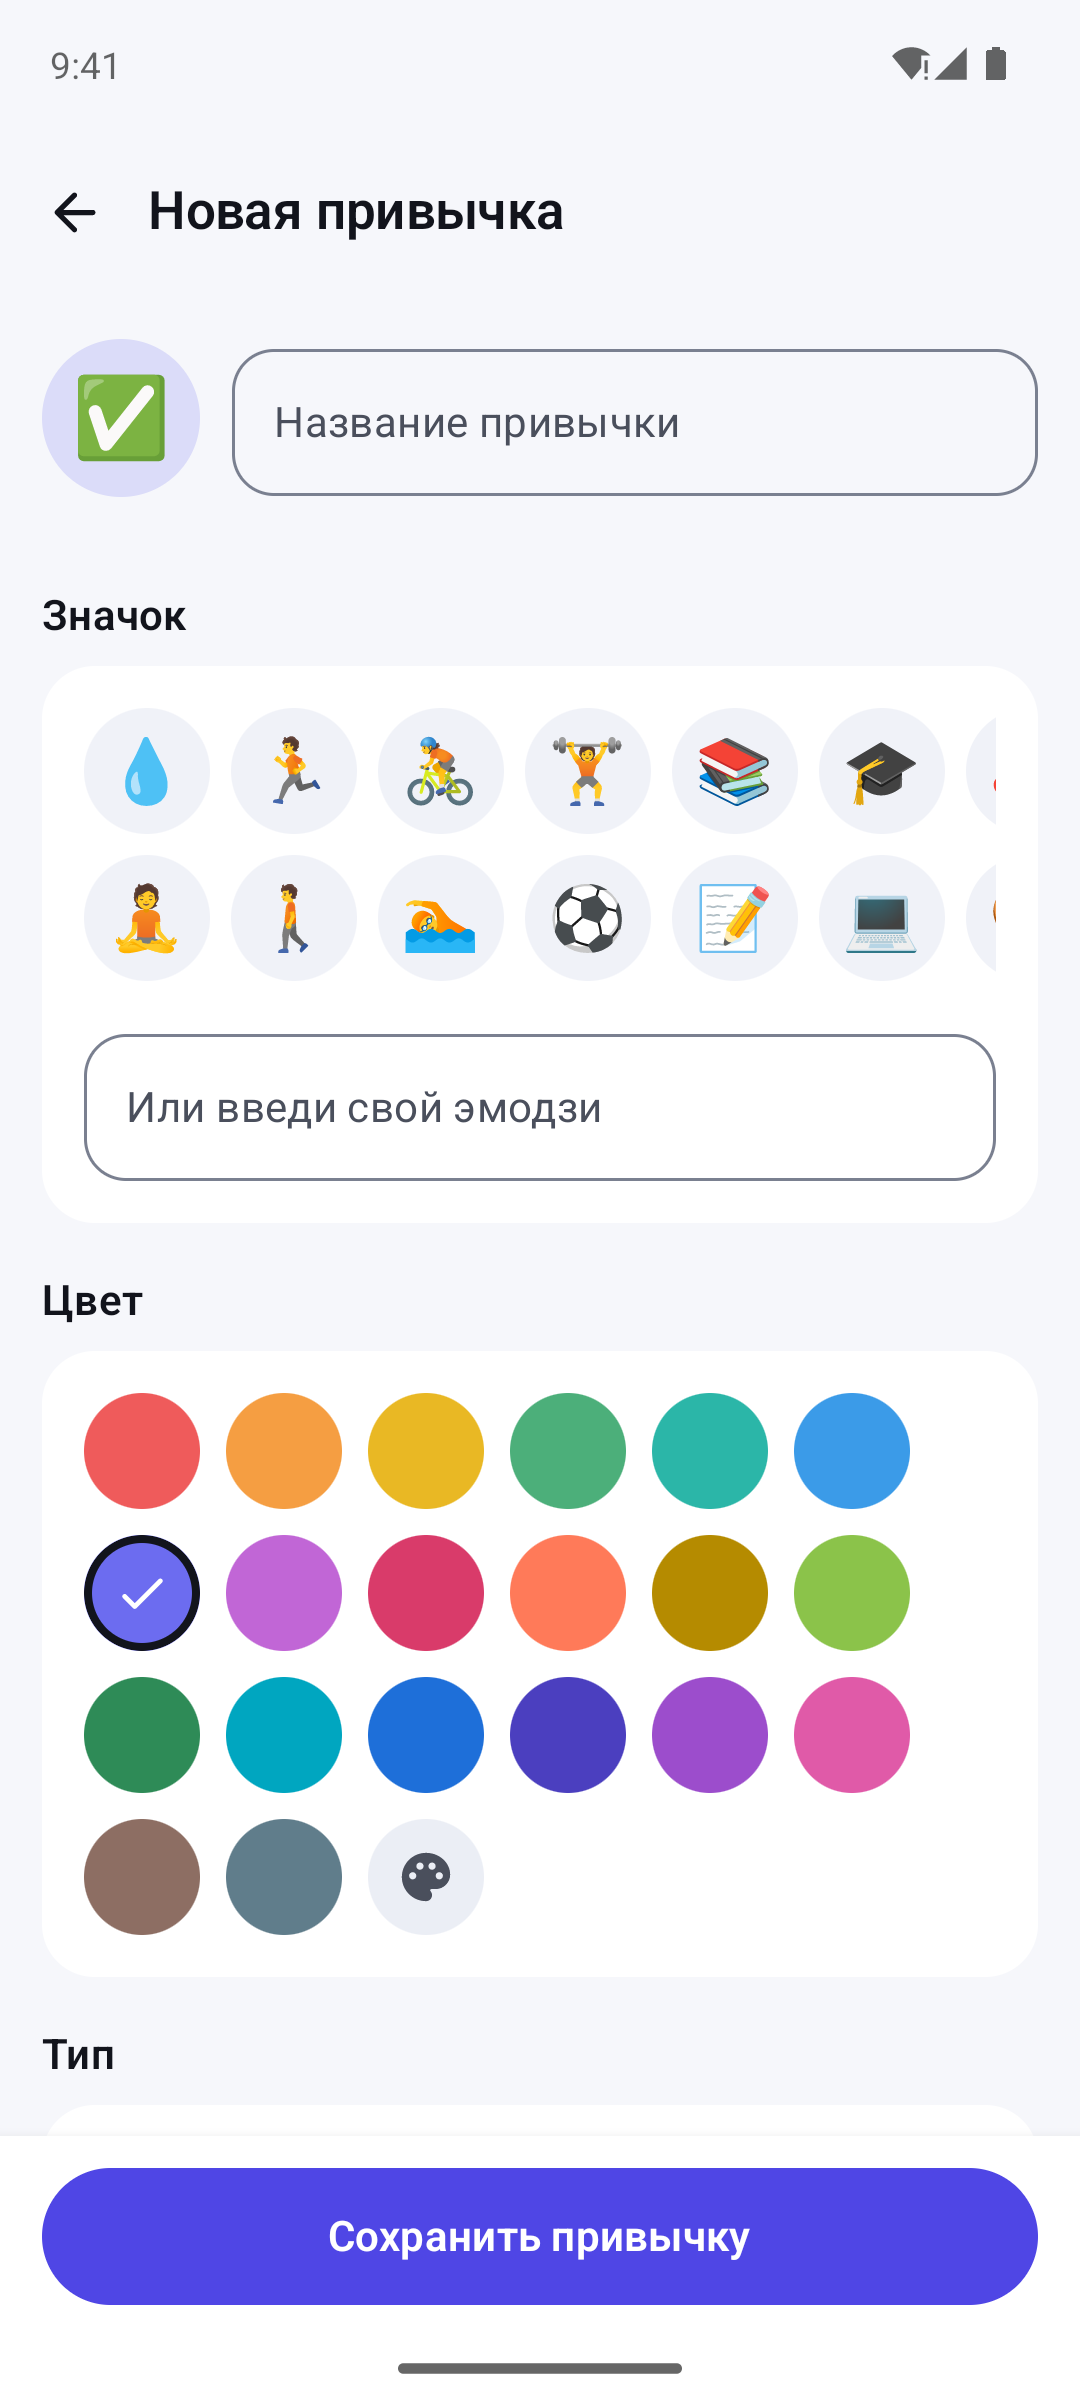 9:41
Новая привычка
Название привычки
Значок
Или введи свой эмодзи
Цвет
Тип
Сохранить привычку